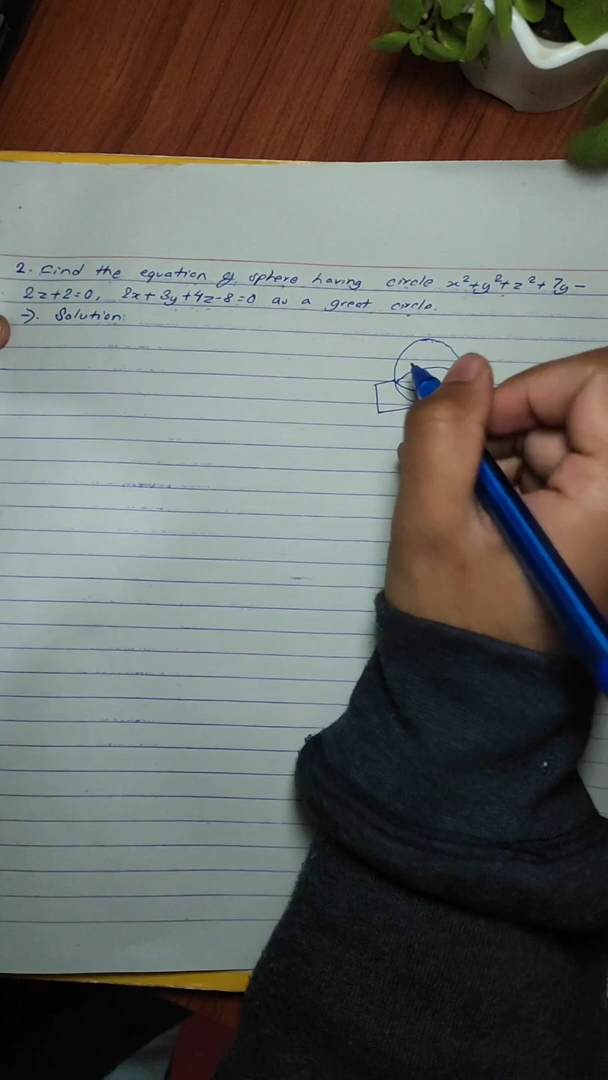 2. Find the equation of sphere having circle x²+y²+z²+7y-
2z+2=0, 2x+3y+4z-8=0 as a great circle.
→. Solution: